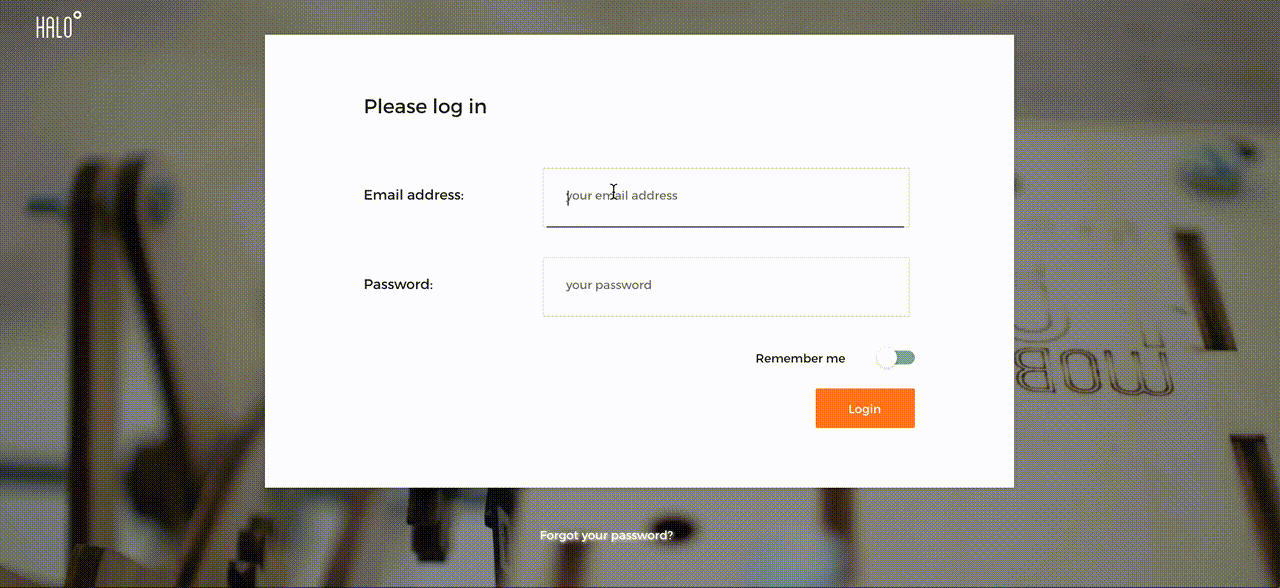 HALO°
Please log in
Email address:
your email address
Password:
your password
Remember me
Login
Forgot your password?